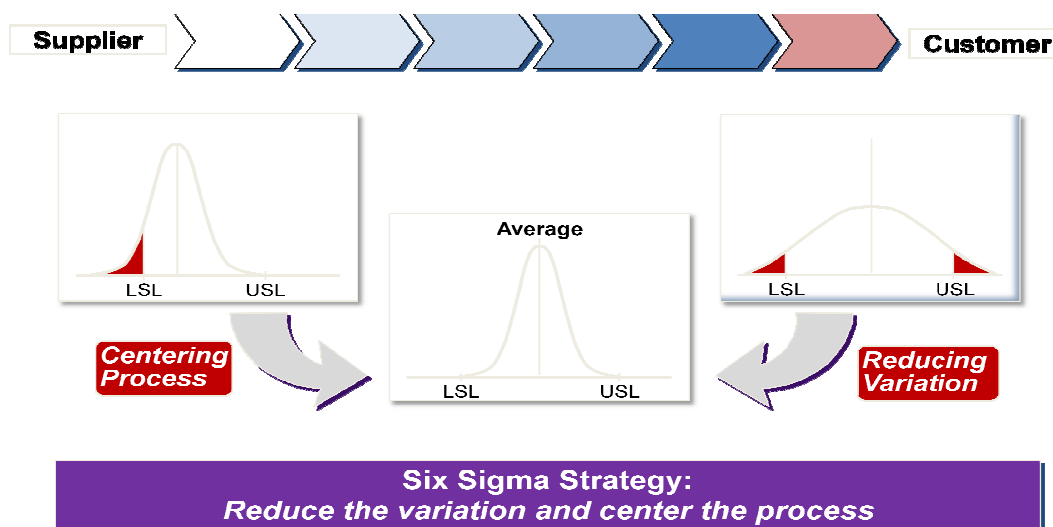 Supplier
Customer
LSL USL
Average
LSL USL
LSL USL
Centering
Process
Reducing
Variation
Six Sigma Strategy:
Reduce the variation and center the process